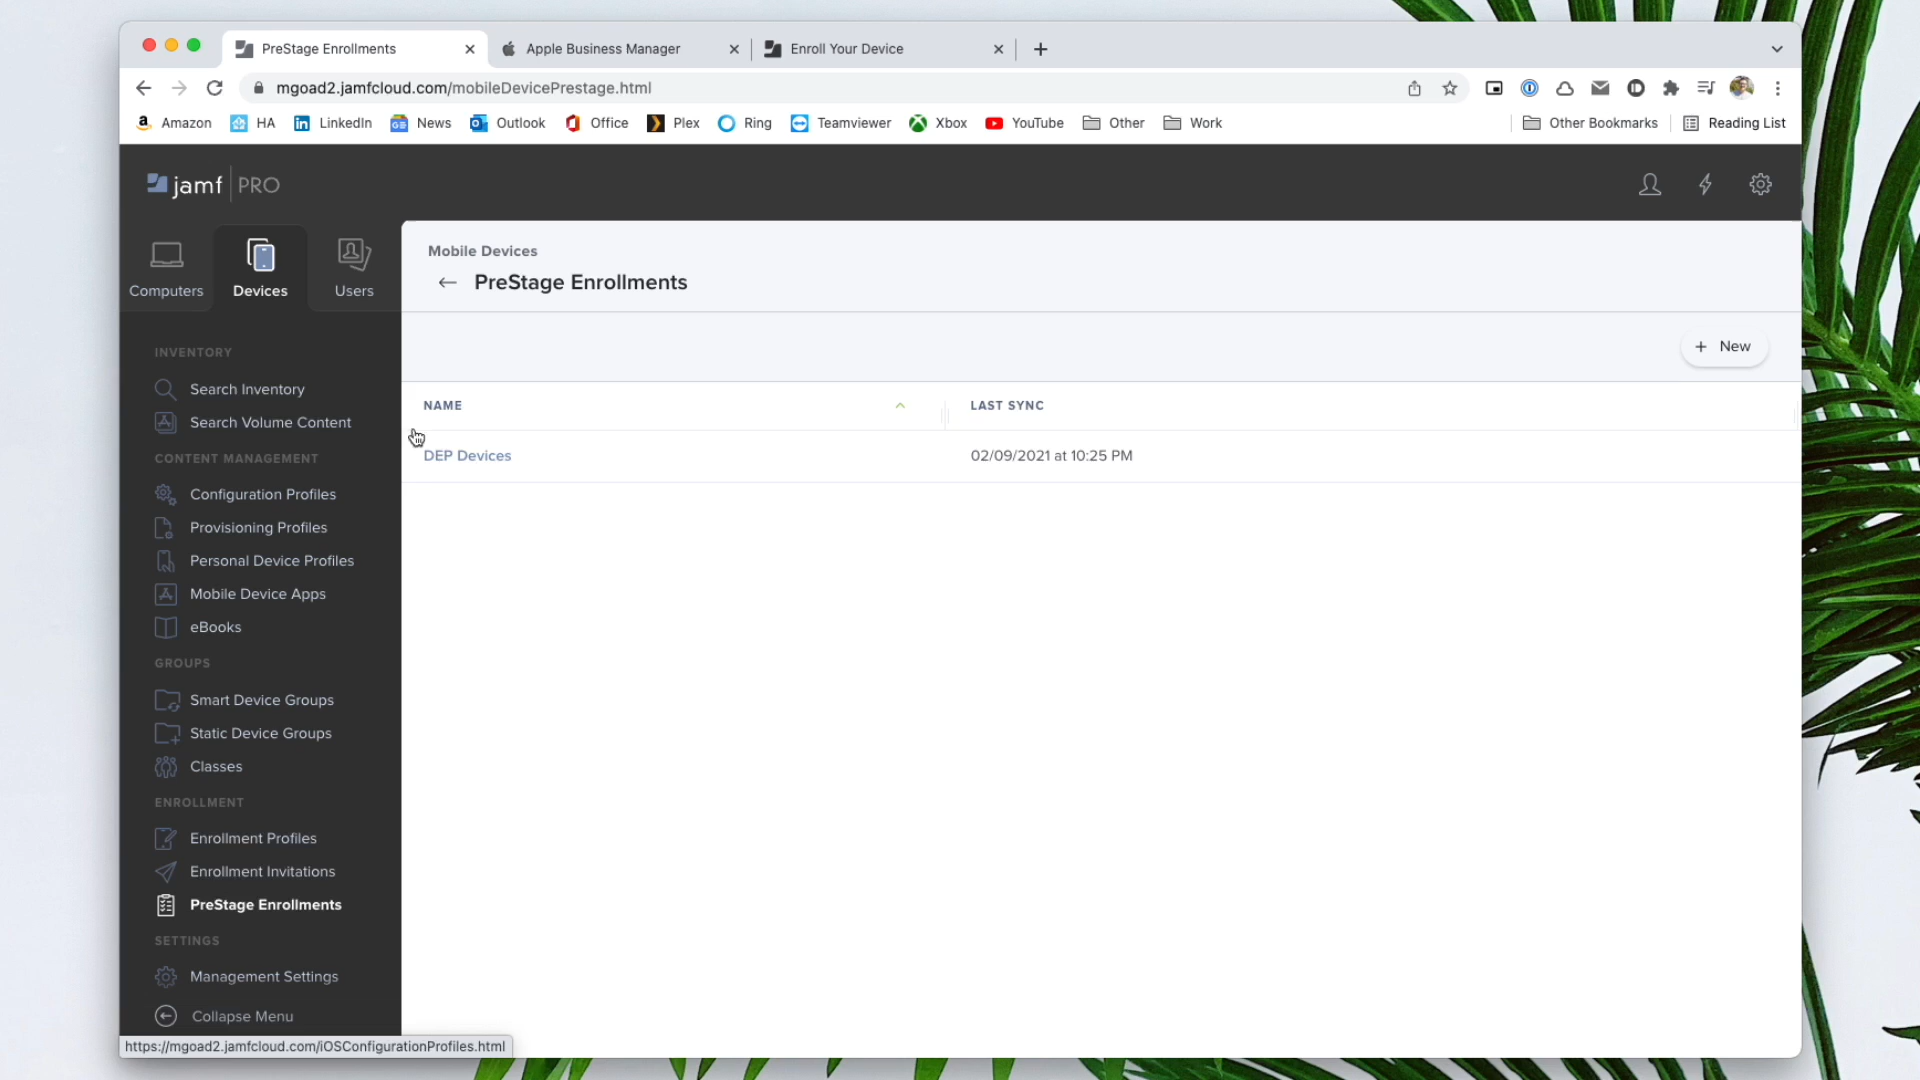 PreStage Enrollments
Apple Business Manager
Enroll Your Device
mgoad2.jamfcloud.com/mobileDevicePrestage.html
Amazon
HA
LinkedIn
News
Outlook
Office
Plex
Ring
Teamviewer
Xbox
YouTube
Other
Work
Other Bookmarks
Reading List
jamf PRO
Computers
Devices
Users
INVENTORY
Search Inventory
Search Volume Content
CONTENT MANAGEMENT
Configuration Profiles
Provisioning Profiles
Personal Device Profiles
Mobile Device Apps
eBooks
GROUPS
Smart Device Groups
Static Device Groups
Classes
ENROLLMENT
Enrollment Profiles
Enrollment Invitations
PreStage Enrollments
SETTINGS
Management Settings
Collapse Menu
https://mgoad2.jamfcloud.com/iOSConfigurationProfiles.html
Mobile Devices
PreStage Enrollments
New
NAME
LAST SYNC
DEP Devices
02/09/2021 at 10:25 PM